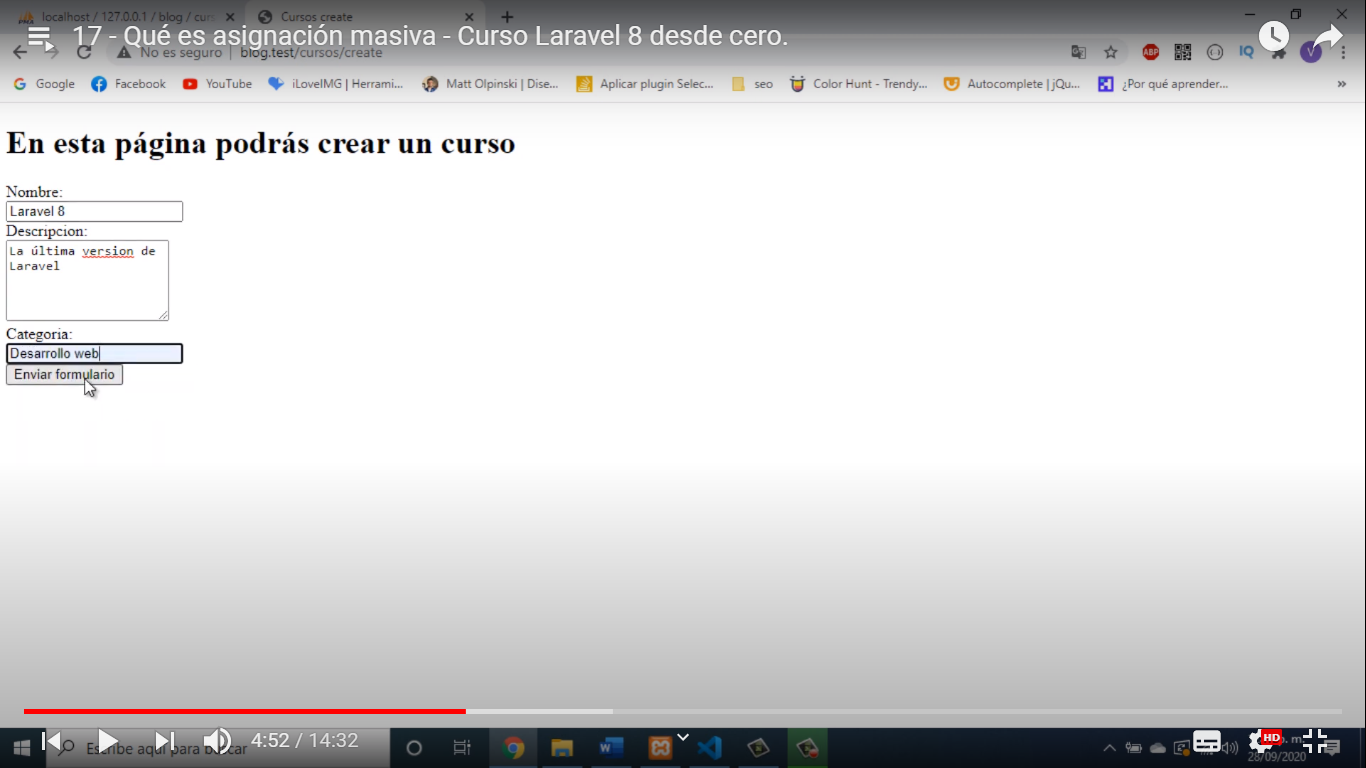 localhost / 127.0.0.1 / blog / cur
Cursos create
17 - Qué es asignación masiva - Curso Laravel 8 desde cero.
No es seguro | blog.test/cursos/create
ABP
IQ
V
Google
Facebook
YouTube
iLoveIMG | Herrami...
Matt Olpinski | Dise...
Aplicar plugin Selec...
seo
Color Hunt - Trendy...
Autocomplete | jQu...
¿Por qué aprender...
»
En esta página podrás crear un curso
Nombre:
Laravel 8
Descripcion:
La última version de
Laravel
Categoria:
Desarrollo web
Enviar formulario
4:52 / 14:32
Escribe aquí para buscar
HD
28/09/2020